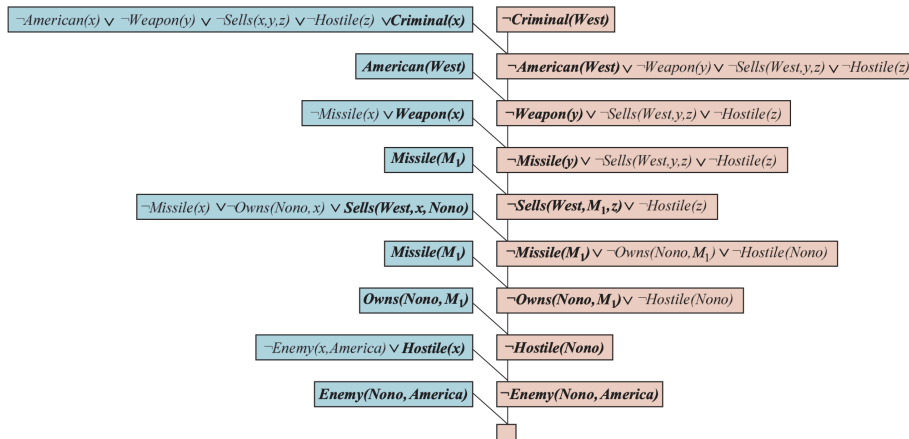 ¬American(x) ∨ ¬Weapon(y) ∨ ¬Sells(x,y,z) ∨ ¬Hostile(z) ∨ Criminal(x) ¬Criminal(West)
American(West) ¬American(West) ∨ ¬Weapon(y) ∨ ¬Sells(West,y,z) ∨ ¬Hostile(z)
¬Missile(x) ∨ Weapon(x) ¬Weapon(y) ∨ ¬Sells(West,y,z) ∨ ¬Hostile(z)
Missile(M₁) ¬Missile(y) ∨ ¬Sells(West,y,z) ∨ ¬Hostile(z)
¬Missile(x) ∨ ¬Owns(Nono,x) ∨ Sells(West,x,Nono) ¬Sells(West,M₁,z) ∨ ¬Hostile(z)
Missile(M₁) ¬Missile(M₁) ∨ ¬Owns(Nono,M₁) ∨ ¬Hostile(Nono)
Owns(Nono,M₁) ¬Owns(Nono,M₁) ∨ ¬Hostile(Nono)
¬Enemy(x,America) ∨ Hostile(x) ¬Hostile(Nono)
Enemy(Nono,America) ¬Enemy(Nono,America)